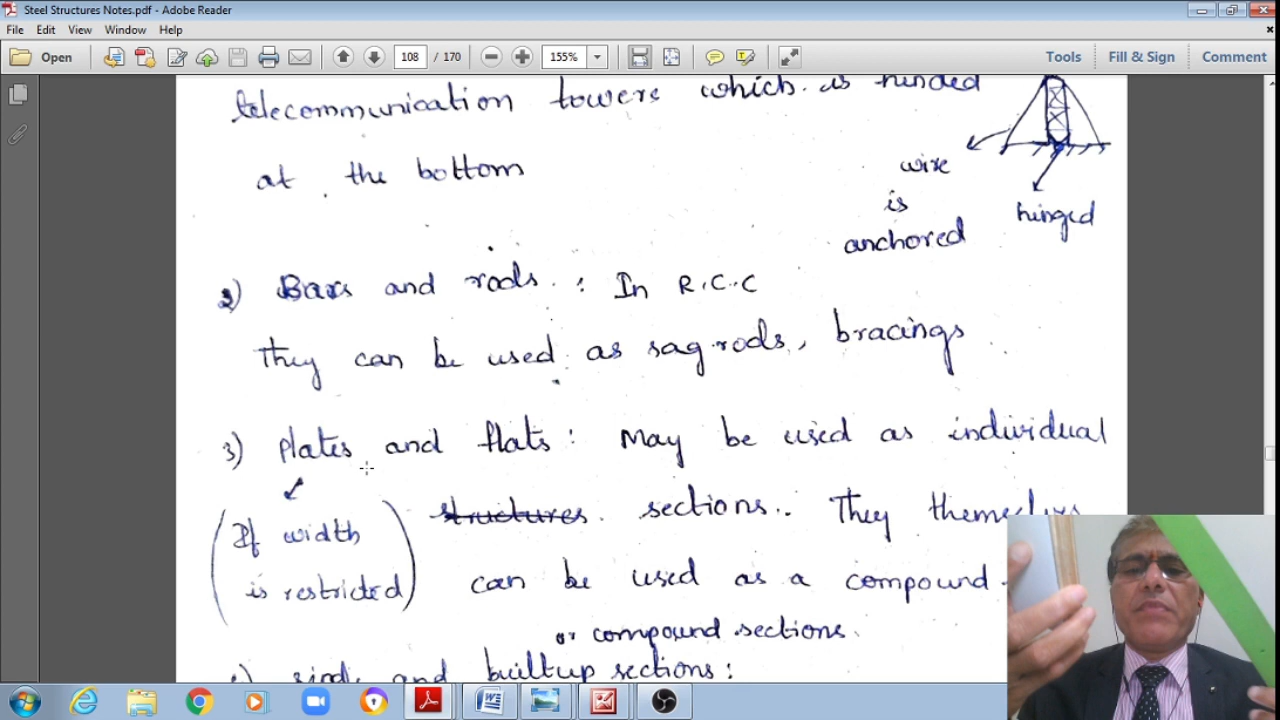 Steel Structures Notes.pdf - Adobe Reader
File Edit View Window Help
Open 108 / 170 155% Tools Fill & Sign Comment
telecommunication towers which is hinded
at the bottom
wire
is
anchored
hinged
2) Bars and rods : In R.C.C
They can be used as sag rods, bracings
3) plates and flats : May be used as individual
(If width
is restricted)
structures sections. They themselves
can be used as a compound
or compound sections.
and builtup sections: